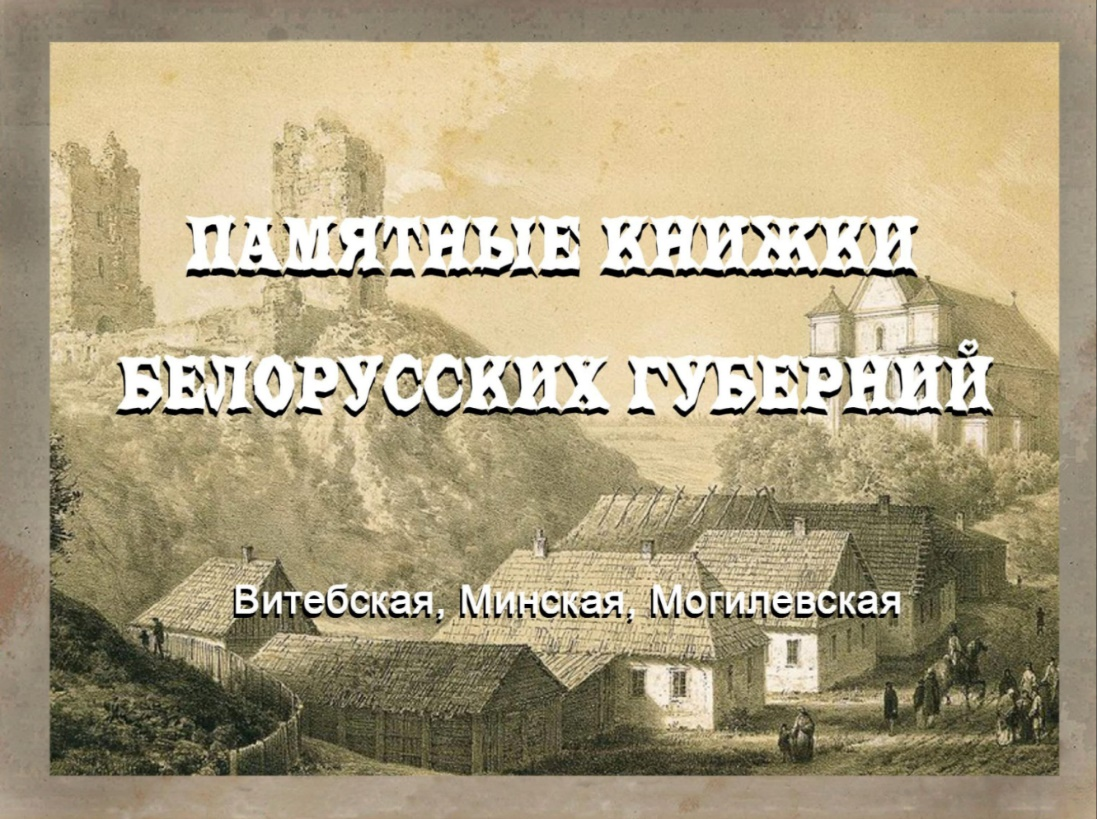 ПАМЯТНЫЕ КНИЖКИ
БЕЛОРУССКИХ ГУБЕРНИЙ
Витебская, Минская, Могилевская